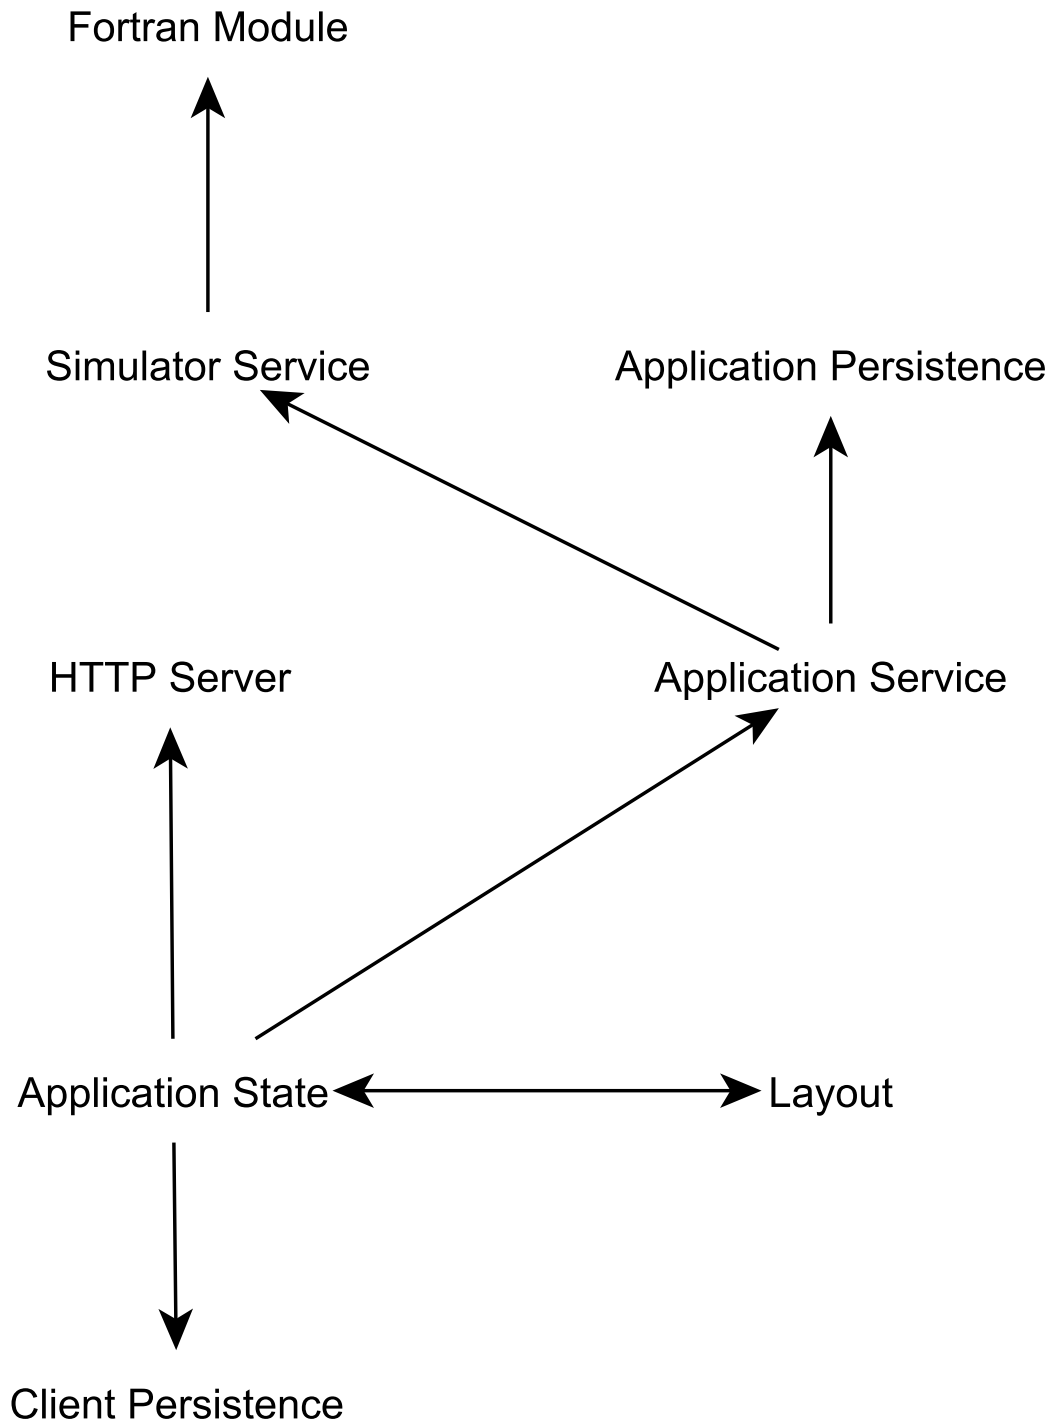 Fortran Module
Simulator Service
Application Persistence
HTTP Server
Application Service
Application State
Layout
Client Persistence